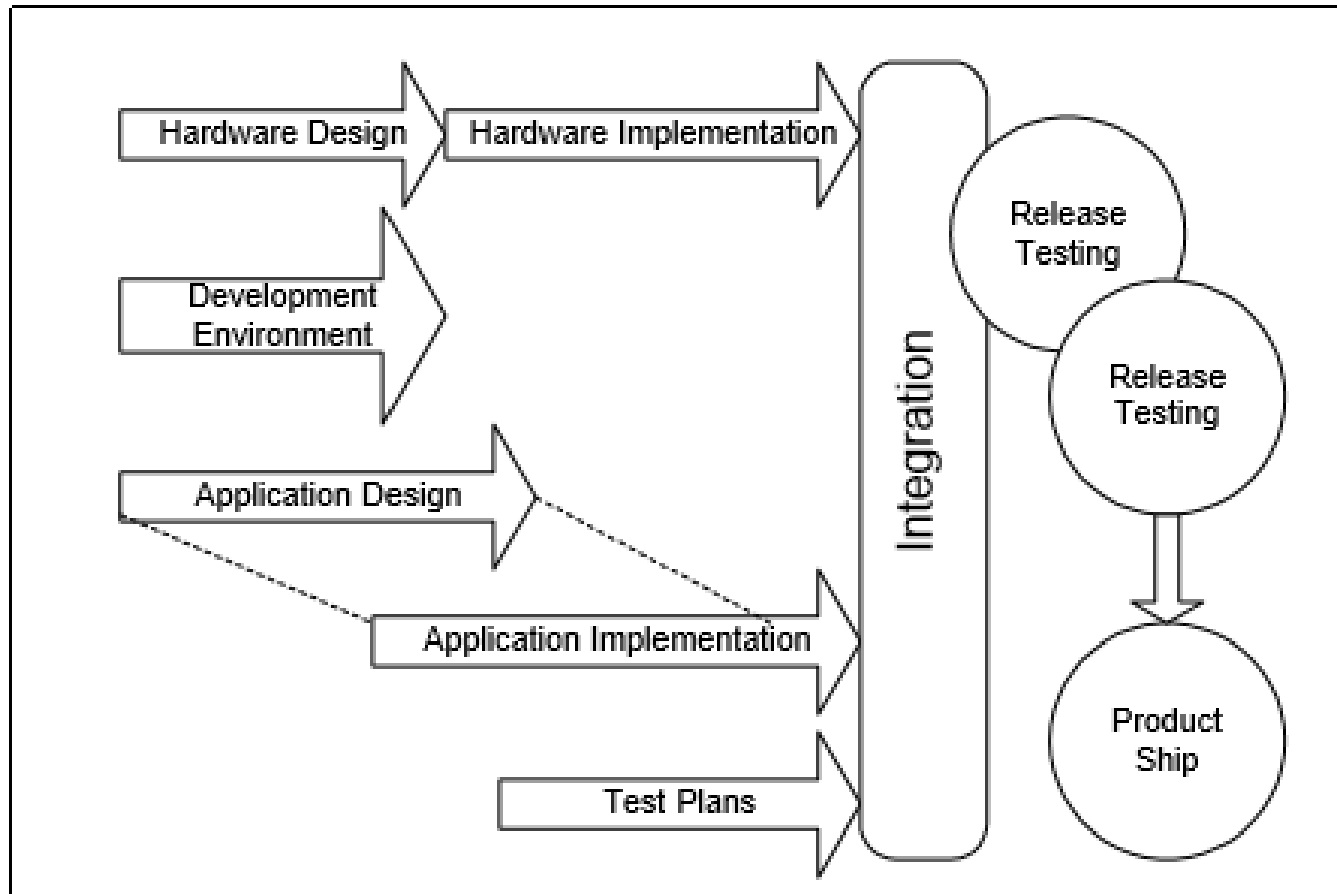 Hardware Design
Hardware Implementation
Development
Environment
Application Design
Application Implementation
Test Plans
Integration
Release
Testing
Release
Testing
Product
Ship